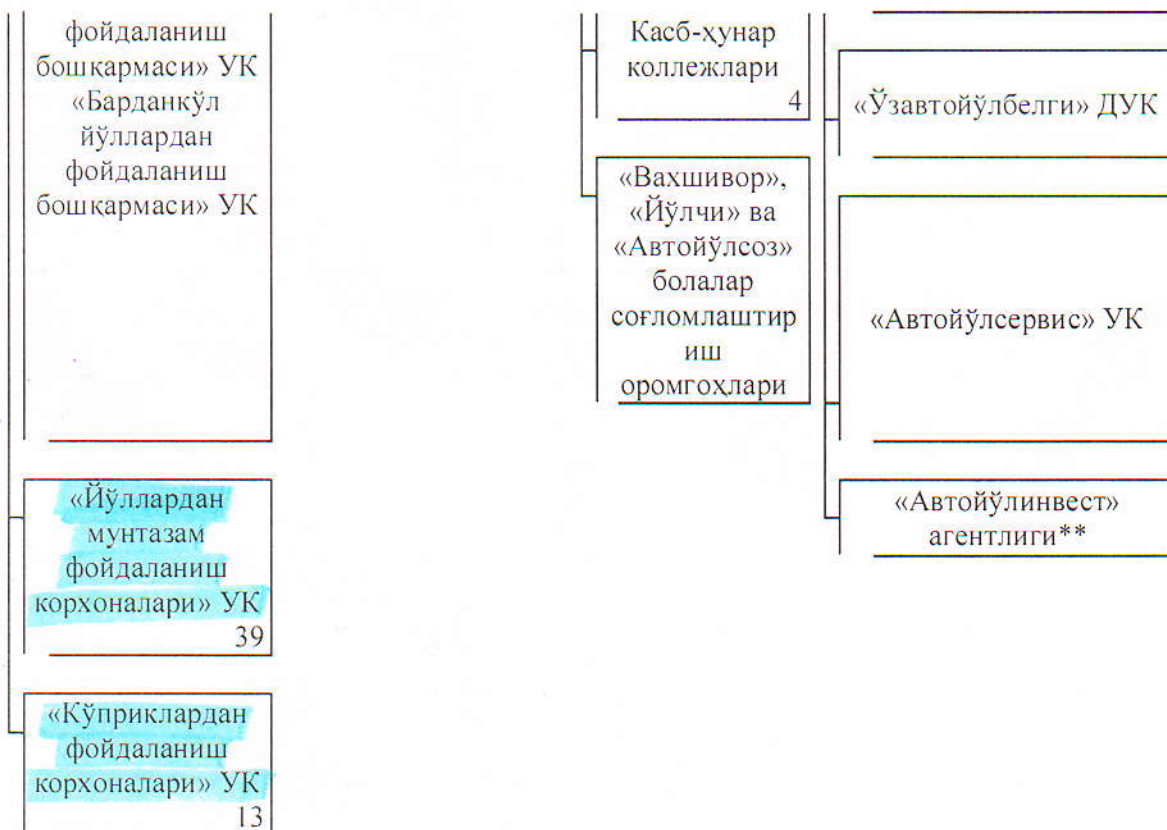 фойдаланиш
бошқармаси» УК
«Барданкўл
йўллардан
фойдаланиш
бошқармаси» УК
«Йўллардан
мунтазам
фойдаланиш
корхоналари» УК
39
«Кўприклардан
фойдаланиш
корхоналари» УК
13
Касб-ҳунар
коллежлари
4
«Вахшивор»,
«Йўлчи» ва
«Автойўлсоз»
болалар
соғломлаштир
иш
оромгоҳлари
«Ўзавтойўлбелги» ДУК
«Автойўлсервис» УК
«Автойўлинвест»
агентлиги**